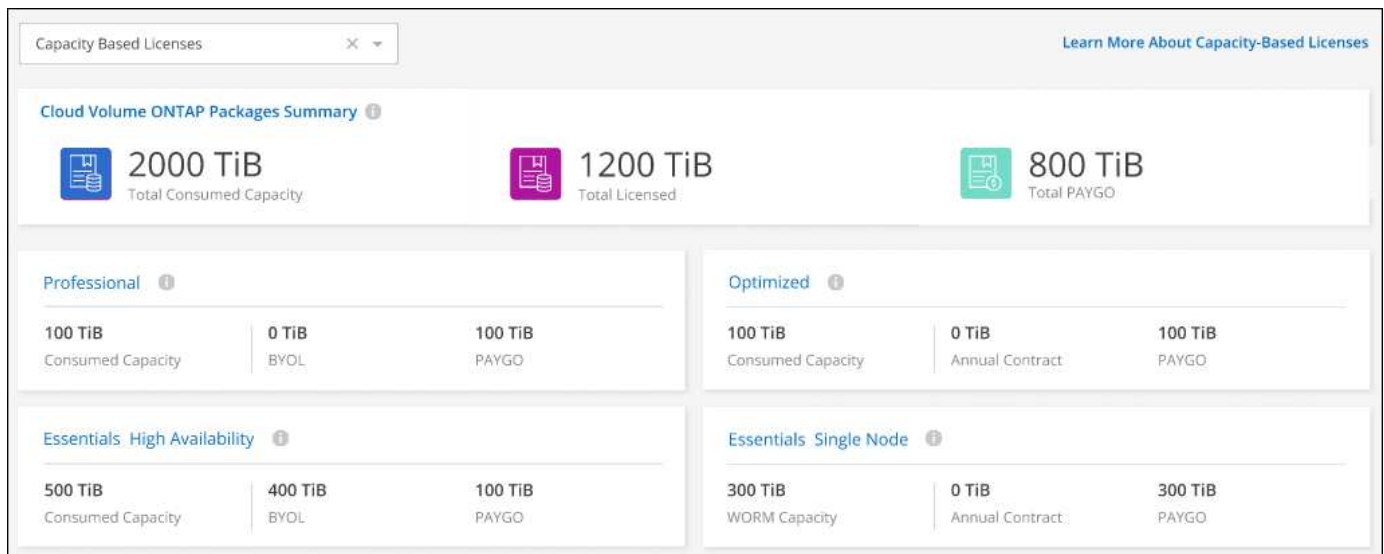 Capacity Based Licenses
Learn More About Capacity-Based Licenses
Cloud Volume ONTAP Packages Summary
2000 TiB
Total Consumed Capacity
1200 TiB
Total Licensed
800 TiB
Total PAYGO
Professional
100 TiB 0 TiB 100 TiB
Consumed Capacity BYOL PAYGO
Optimized
100 TiB 0 TiB 100 TiB
Consumed Capacity Annual Contract PAYGO
Essentials High Availability
500 TiB 400 TiB 100 TiB
Consumed Capacity BYOL PAYGO
Essentials Single Node
300 TiB 0 TiB 300 TiB
WORM Capacity Annual Contract PAYGO